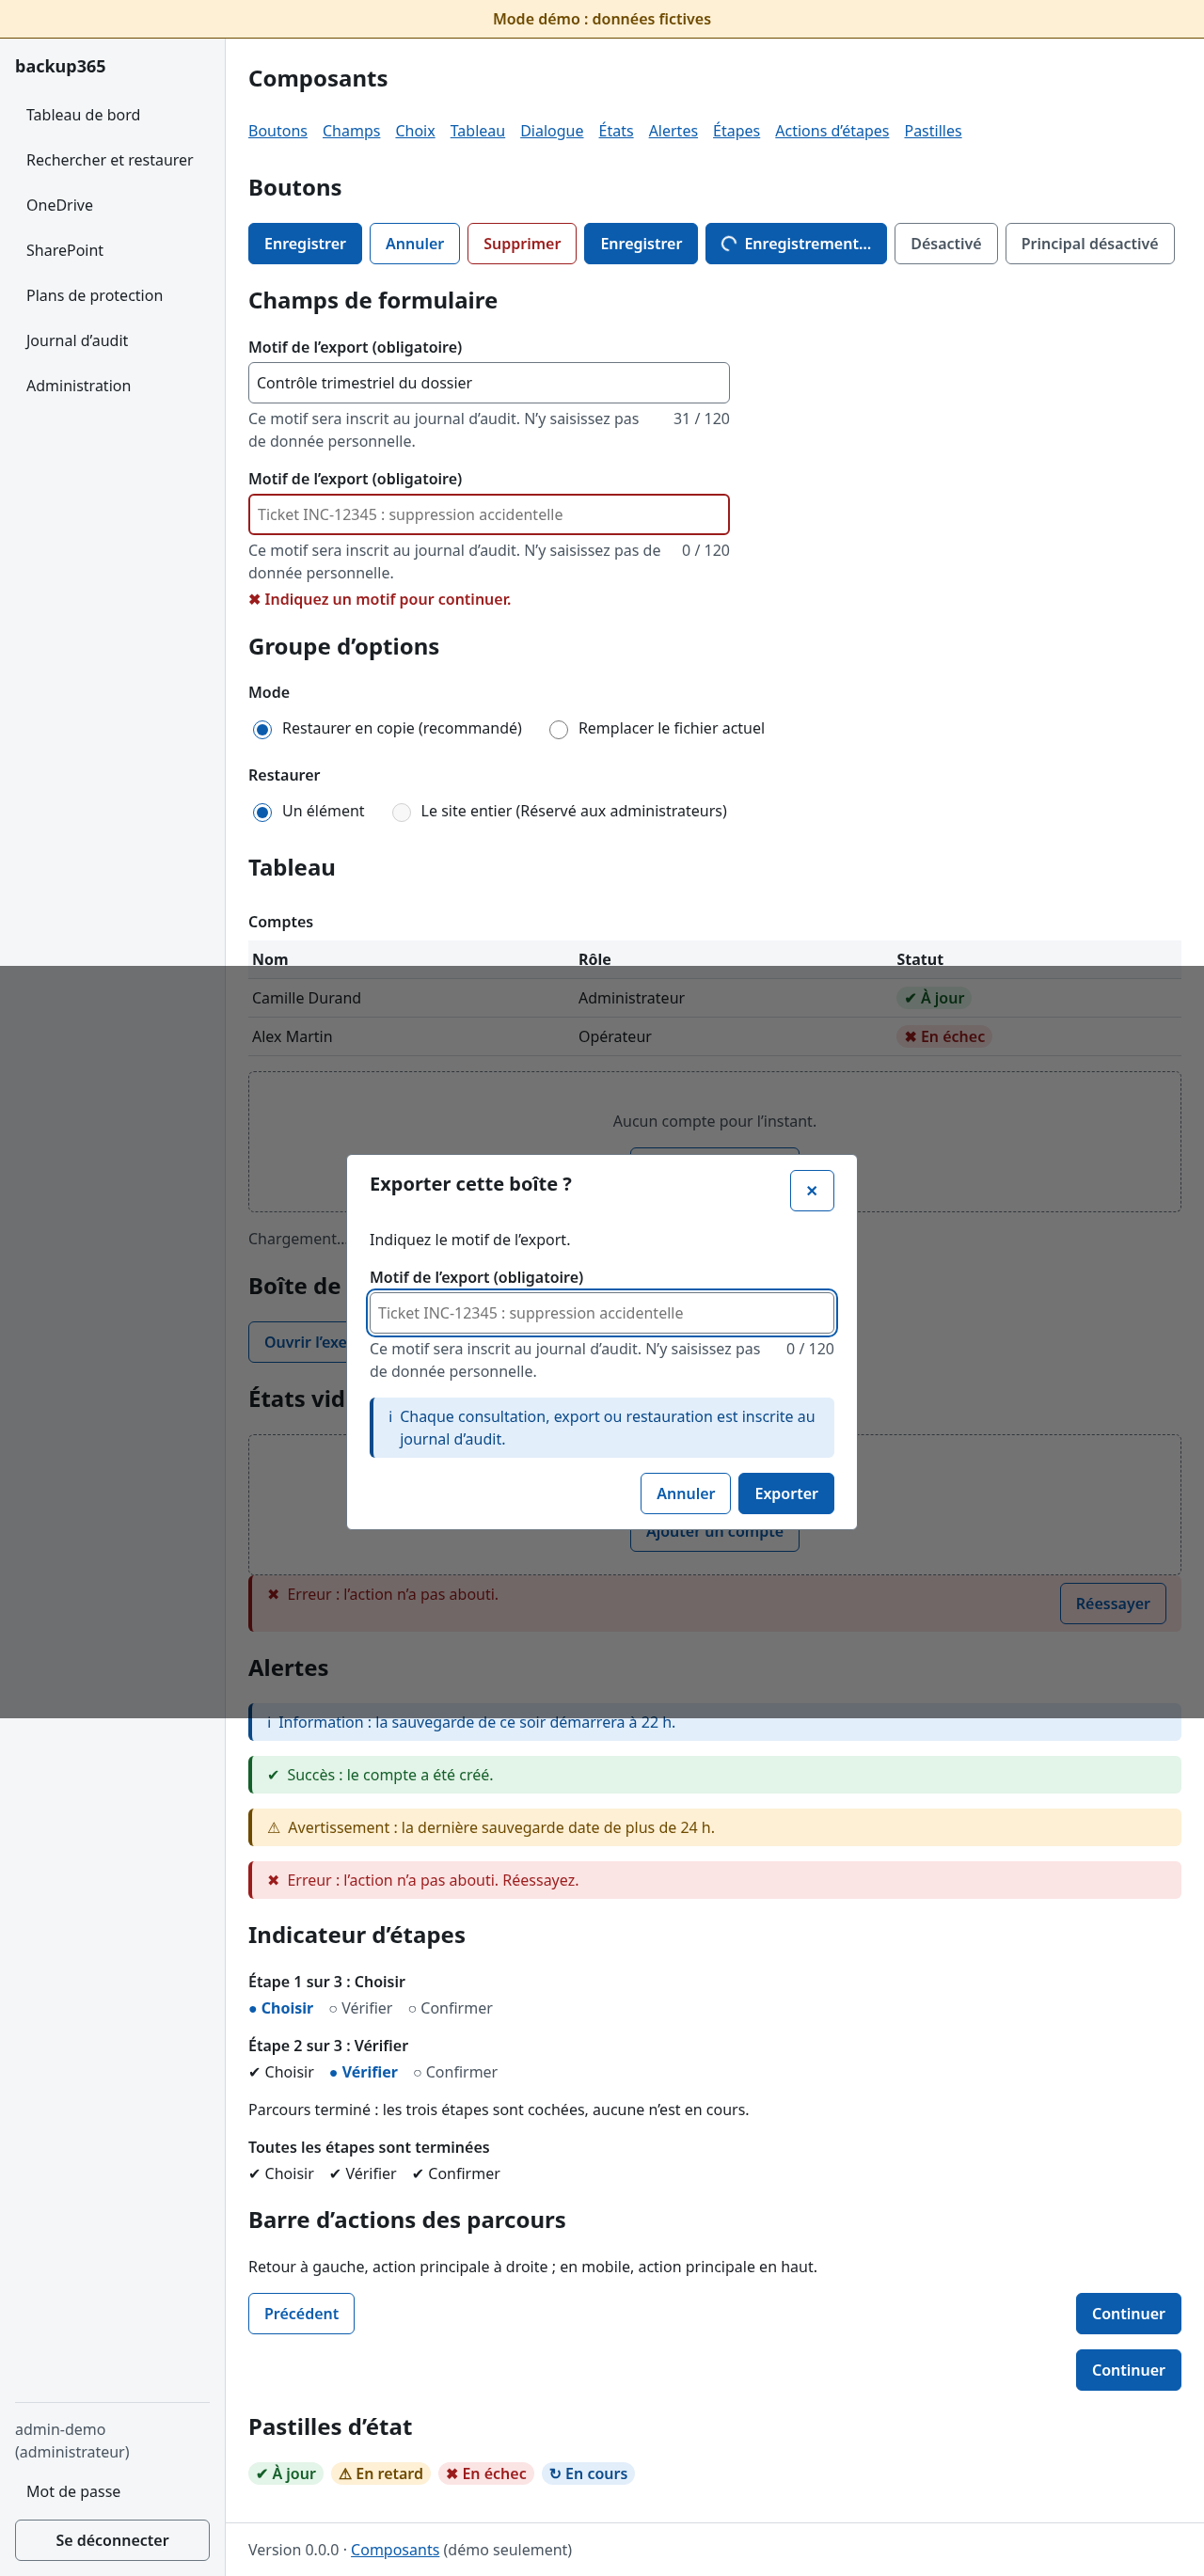 Mode démo : données fictives
backup365
Tableau de bord
Rechercher et restaurer
OneDrive
SharePoint
Plans de protection
Journal d’audit
Administration
Composants
Boutons Champs Choix Tableau Dialogue États Alertes Étapes Actions d’étapes Pastilles
Boutons
Enregistrer Annuler Supprimer Enregistrer Enregistrement… Désactivé Principal désactivé
Champs de formulaire
Motif de l’export (obligatoire)
Contrôle trimestriel du dossier
Ce motif sera inscrit au journal d’audit. N’y saisissez pas 31 / 120
de donnée personnelle.
Motif de l’export (obligatoire)
Ticket INC-12345 : suppression accidentelle
Ce motif sera inscrit au journal d’audit. N’y saisissez pas de 0 / 120
donnée personnelle.
✖ Indiquez un motif pour continuer.
Groupe d’options
Mode
Restaurer en copie (recommandé) Remplacer le fichier actuel
Restaurer
Un élément Le site entier (Réservé aux administrateurs)
Tableau
Comptes
Nom Rôle Statut
Camille Durand Administrateur ✔ À jour
Alex Martin Opérateur ✖ En échec
Aucun compte pour l’instant.
Exporter cette boîte ?
✕
Indiquez le motif de l’export.
Motif de l’export (obligatoire)
Ticket INC-12345 : suppression accidentelle
Ce motif sera inscrit au journal d’audit. N’y saisissez pas 0 / 120
de donnée personnelle.
i Chaque consultation, export ou restauration est inscrite au
journal d’audit.
Annuler Exporter
Chargement…
Boîte de
Ouvrir l’exe
États vid
Ajouter un compte
✖ Erreur : l’action n’a pas abouti. Réessayer
Alertes
i Information : la sauvegarde de ce soir démarrera à 22 h.
✔ Succès : le compte a été créé.
⚠ Avertissement : la dernière sauvegarde date de plus de 24 h.
✖ Erreur : l’action n’a pas abouti. Réessayez.
Indicateur d’étapes
Étape 1 sur 3 : Choisir
● Choisir ○ Vérifier ○ Confirmer
Étape 2 sur 3 : Vérifier
✔ Choisir ● Vérifier ○ Confirmer
Parcours terminé : les trois étapes sont cochées, aucune n’est en cours.
Toutes les étapes sont terminées
✔ Choisir ✔ Vérifier ✔ Confirmer
Barre d’actions des parcours
Retour à gauche, action principale à droite ; en mobile, action principale en haut.
Précédent Continuer
Continuer
Pastilles d’état
✔ À jour ⚠ En retard ✖ En échec ↻ En cours
admin-demo
(administrateur)
Mot de passe
Se déconnecter
Version 0.0.0 · Composants (démo seulement)